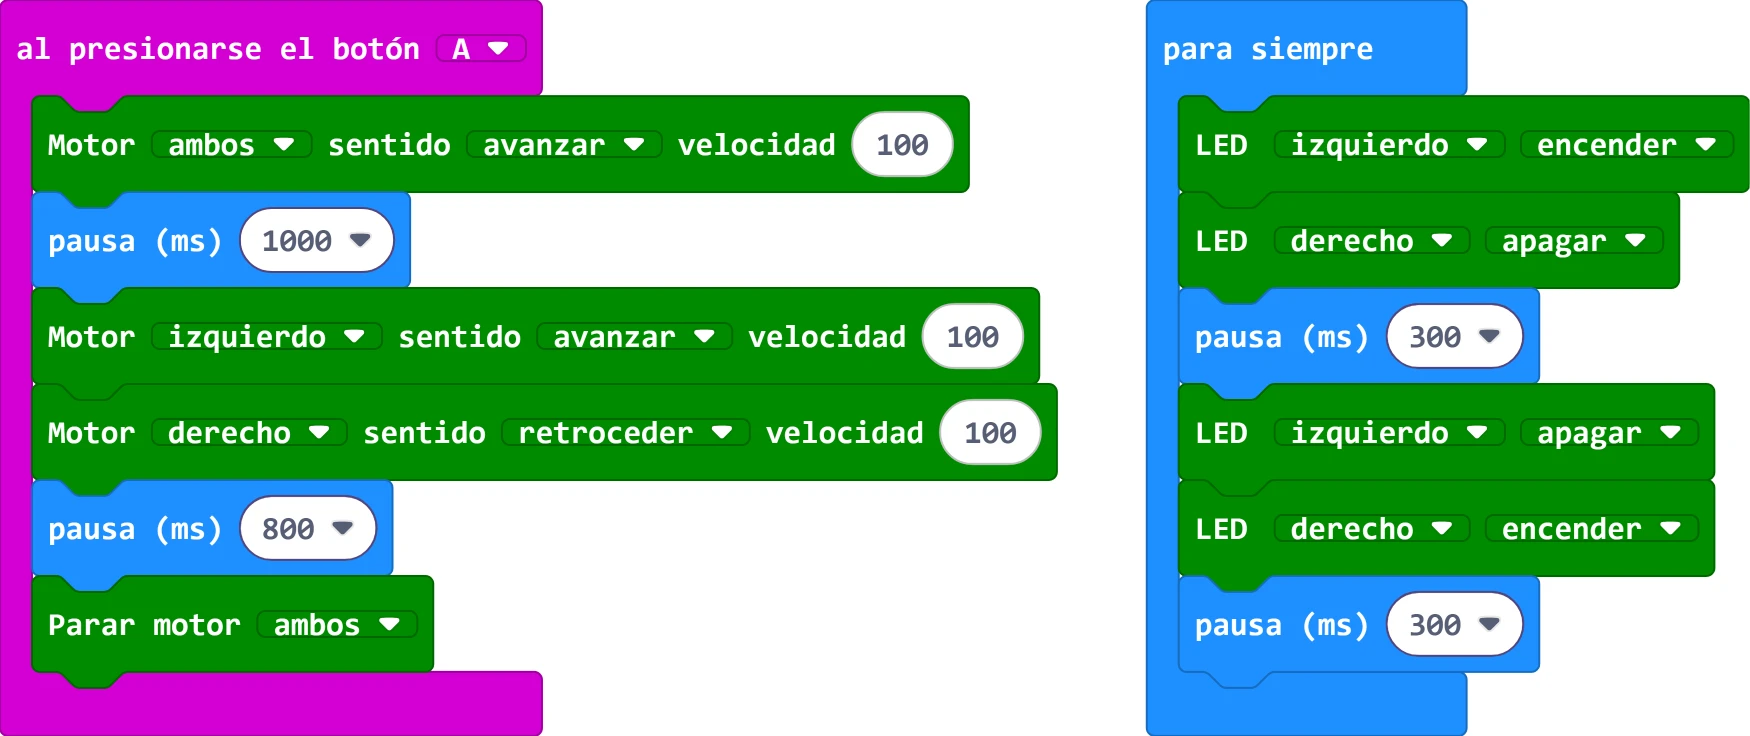 al presionarse el botón A
Motor ambos sentido avanzar velocidad 100
pausa (ms) 1000
Motor izquierdo sentido avanzar velocidad 100
Motor derecho sentido retroceder velocidad 100
pausa (ms) 800
Parar motor ambos
para siempre
LED izquierdo encender
LED derecho apagar
pausa (ms) 300
LED izquierdo apagar
LED derecho encender
pausa (ms) 300